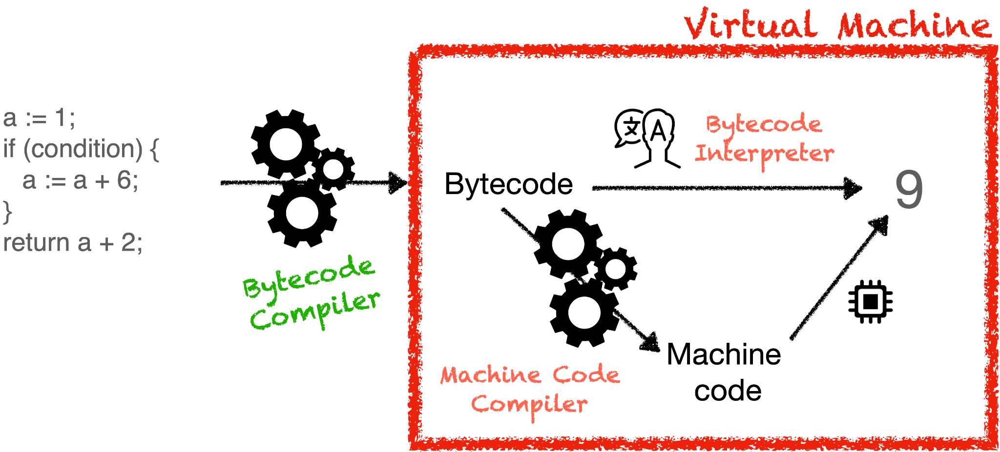 Virtual Machine
a := 1;
if (condition) {
a := a + 6;
}
return a + 2;
Bytecode
Compiler
文 A
Bytecode
Interpreter
Bytecode
9
Machine Code
Compiler
Machine
code